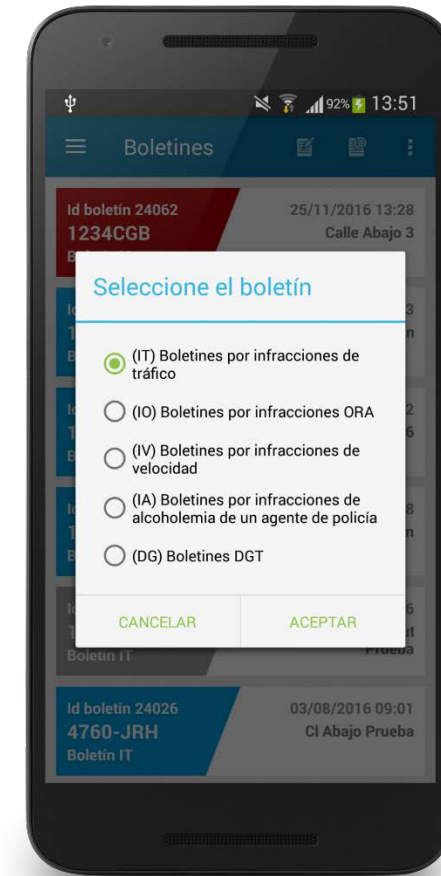 92% 13:51
Boletines
Id boletín 24062 25/11/2016 13:28
1234CGB Calle Abajo 3
Seleccione el boletín
(IT) Boletines por infracciones de
tráfico
(IO) Boletines por infracciones ORA
(IV) Boletines por infracciones de
velocidad
(IA) Boletines por infracciones de
alcoholemia de un agente de policía
(DG) Boletines DGT
CANCELAR ACEPTAR
Boletín IT Prueba
Id boletín 24026 03/08/2016 09:01
4760-JRH Cl Abajo Prueba
Boletín IT